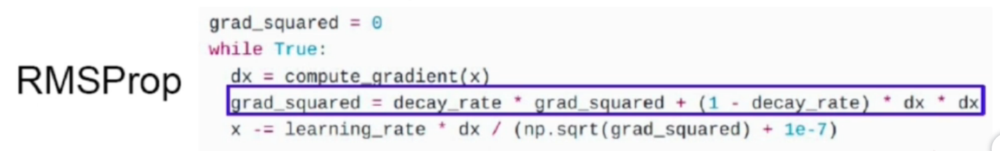 RMSProp
grad_squared = 0
while True:
dx = compute_gradient(x)
grad_squared = decay_rate * grad_squared + (1 - decay_rate) * dx * dx
x -= learning_rate * dx / (np.sqrt(grad_squared) + 1e-7)